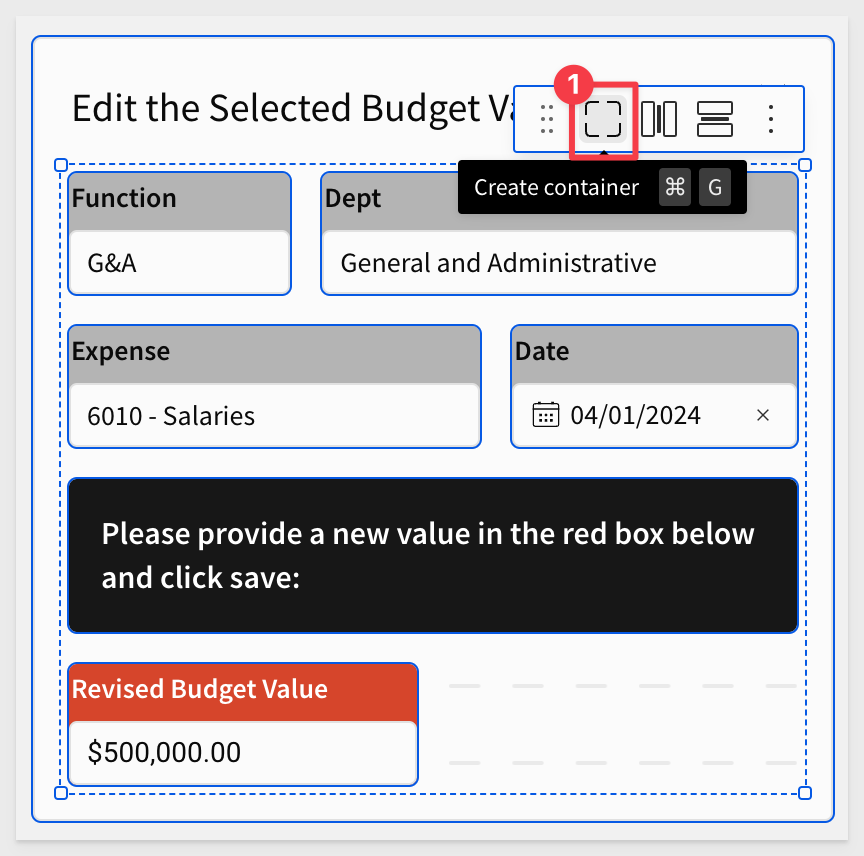 1
Edit the Selected Budget
Create container ⌘ G
Function
Dept
G&A
General and Administrative
Expense
Date
6010 - Salaries
04/01/2024
Please provide a new value in the red box below
and click save:
Revised Budget Value
$500,000.00